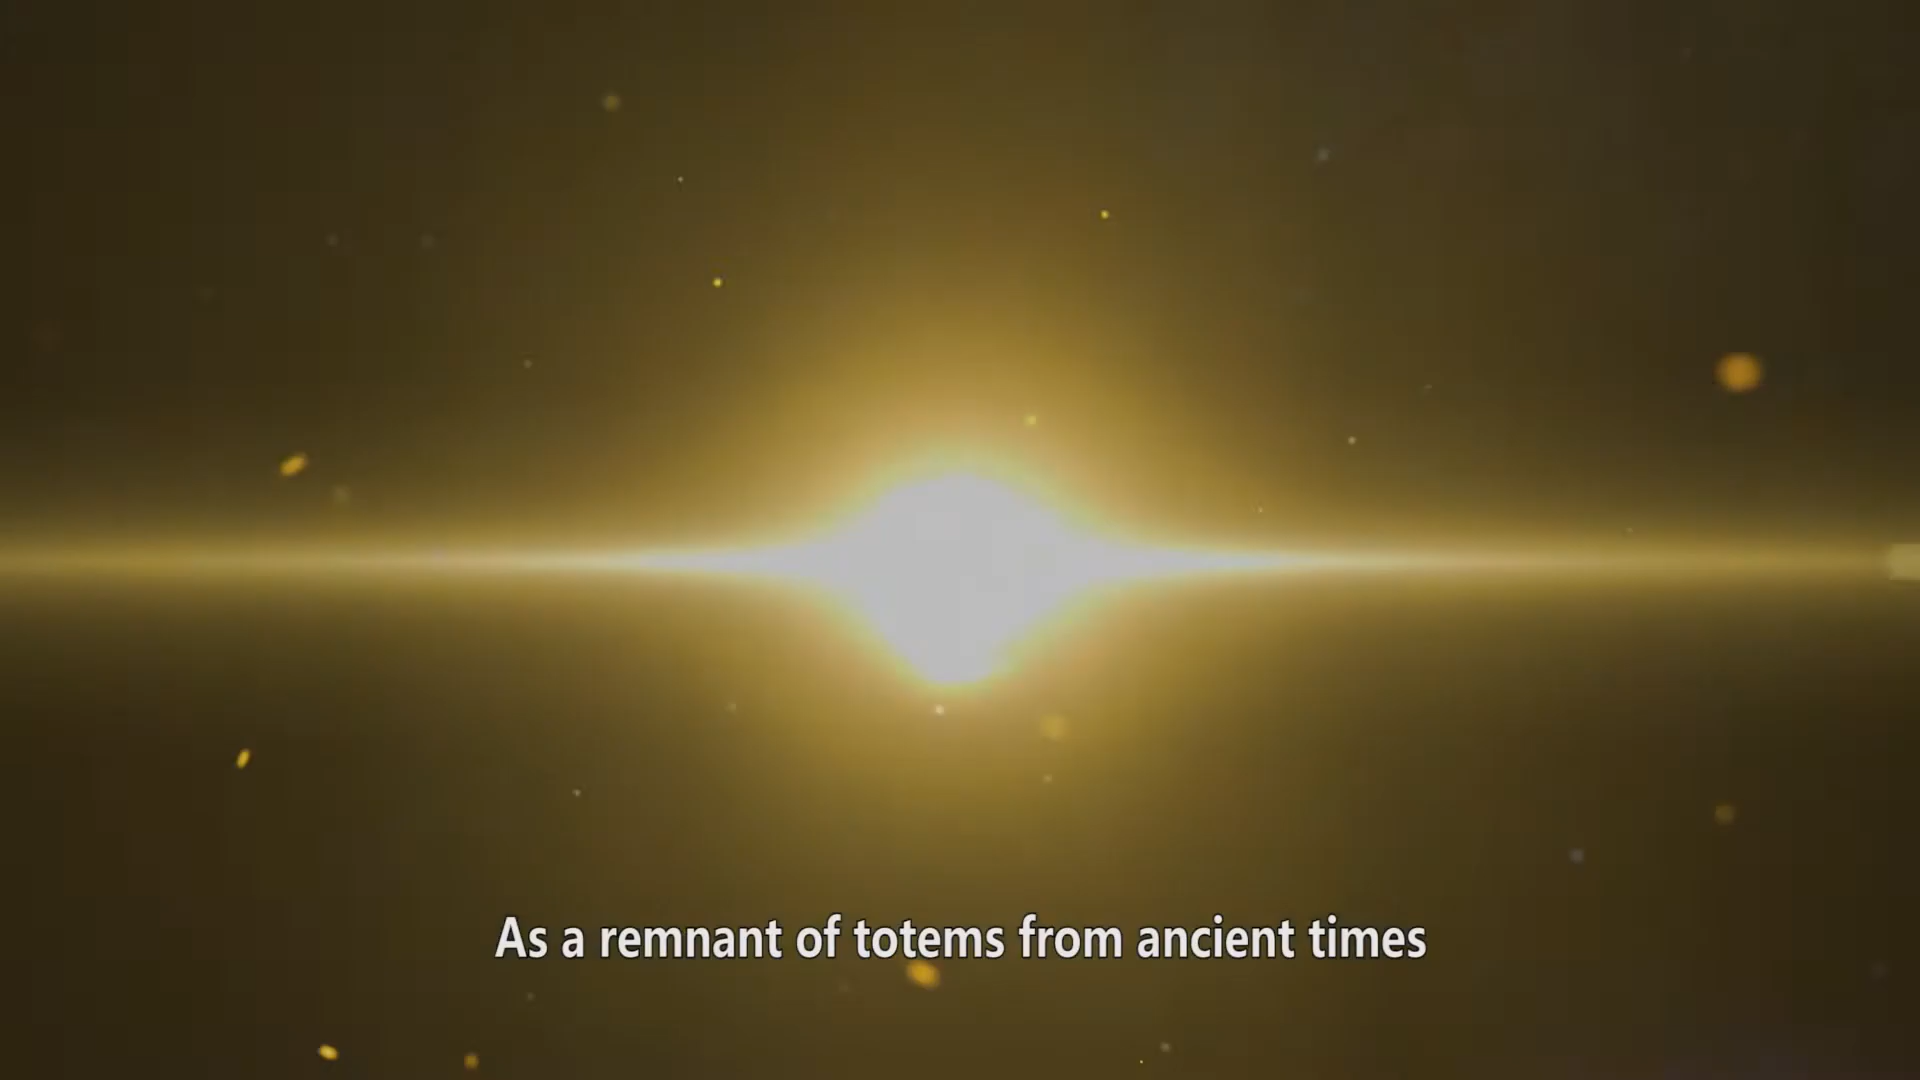 As a remnant of totems from ancient times